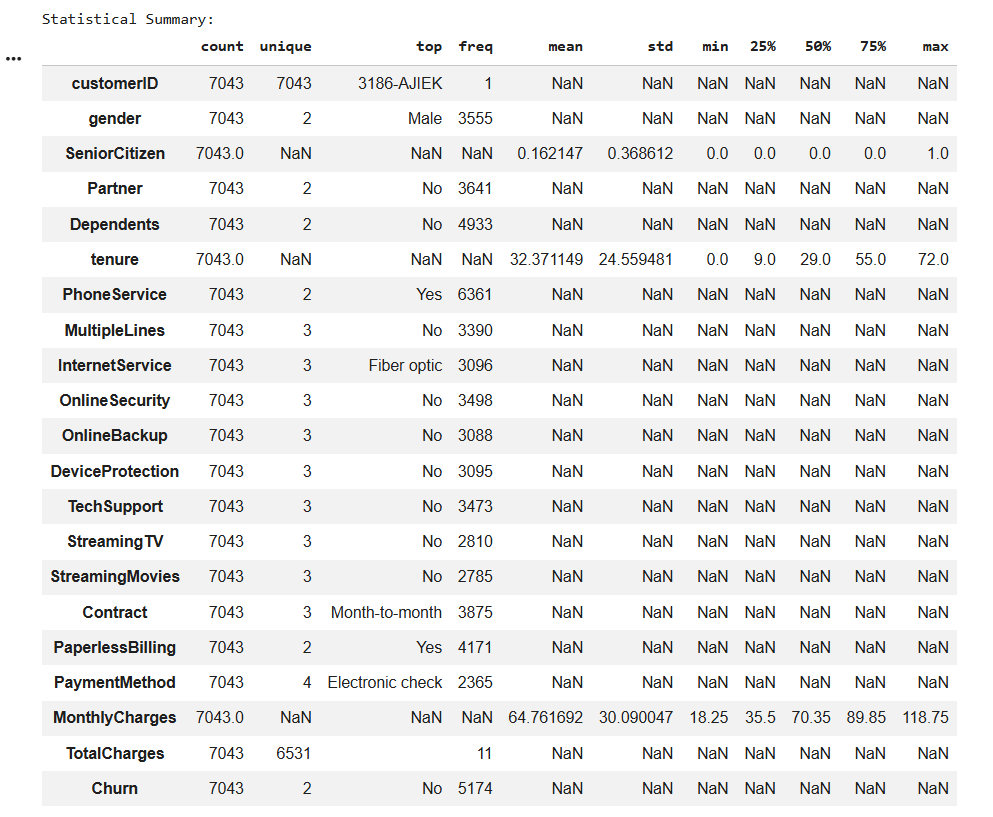 Statistical Summary:
count unique top freq mean std min 25% 50% 75% max
...
customerID 7043 7043 3186-AJIEK 1 NaN NaN NaN NaN NaN NaN NaN
gender 7043 2 Male 3555 NaN NaN NaN NaN NaN NaN NaN
SeniorCitizen 7043.0 NaN NaN NaN 0.162147 0.368612 0.0 0.0 0.0 0.0 1.0
Partner 7043 2 No 3641 NaN NaN NaN NaN NaN NaN NaN
Dependents 7043 2 No 4933 NaN NaN NaN NaN NaN NaN NaN
tenure 7043.0 NaN NaN NaN 32.371149 24.559481 0.0 9.0 29.0 55.0 72.0
PhoneService 7043 2 Yes 6361 NaN NaN NaN NaN NaN NaN NaN
MultipleLines 7043 3 No 3390 NaN NaN NaN NaN NaN NaN NaN
InternetService 7043 3 Fiber optic 3096 NaN NaN NaN NaN NaN NaN NaN
OnlineSecurity 7043 3 No 3498 NaN NaN NaN NaN NaN NaN NaN
OnlineBackup 7043 3 No 3088 NaN NaN NaN NaN NaN NaN NaN
DeviceProtection 7043 3 No 3095 NaN NaN NaN NaN NaN NaN NaN
TechSupport 7043 3 No 3473 NaN NaN NaN NaN NaN NaN NaN
StreamingTV 7043 3 No 2810 NaN NaN NaN NaN NaN NaN NaN
StreamingMovies 7043 3 No 2785 NaN NaN NaN NaN NaN NaN NaN
Contract 7043 3 Month-to-month 3875 NaN NaN NaN NaN NaN NaN NaN
PaperlessBilling 7043 2 Yes 4171 NaN NaN NaN NaN NaN NaN NaN
PaymentMethod 7043 4 Electronic check 2365 NaN NaN NaN NaN NaN NaN NaN
MonthlyCharges 7043.0 NaN NaN NaN 64.761692 30.090047 18.25 35.5 70.35 89.85 118.75
TotalCharges 7043 6531 11 NaN NaN NaN NaN NaN NaN NaN
Churn 7043 2 No 5174 NaN NaN NaN NaN NaN NaN NaN